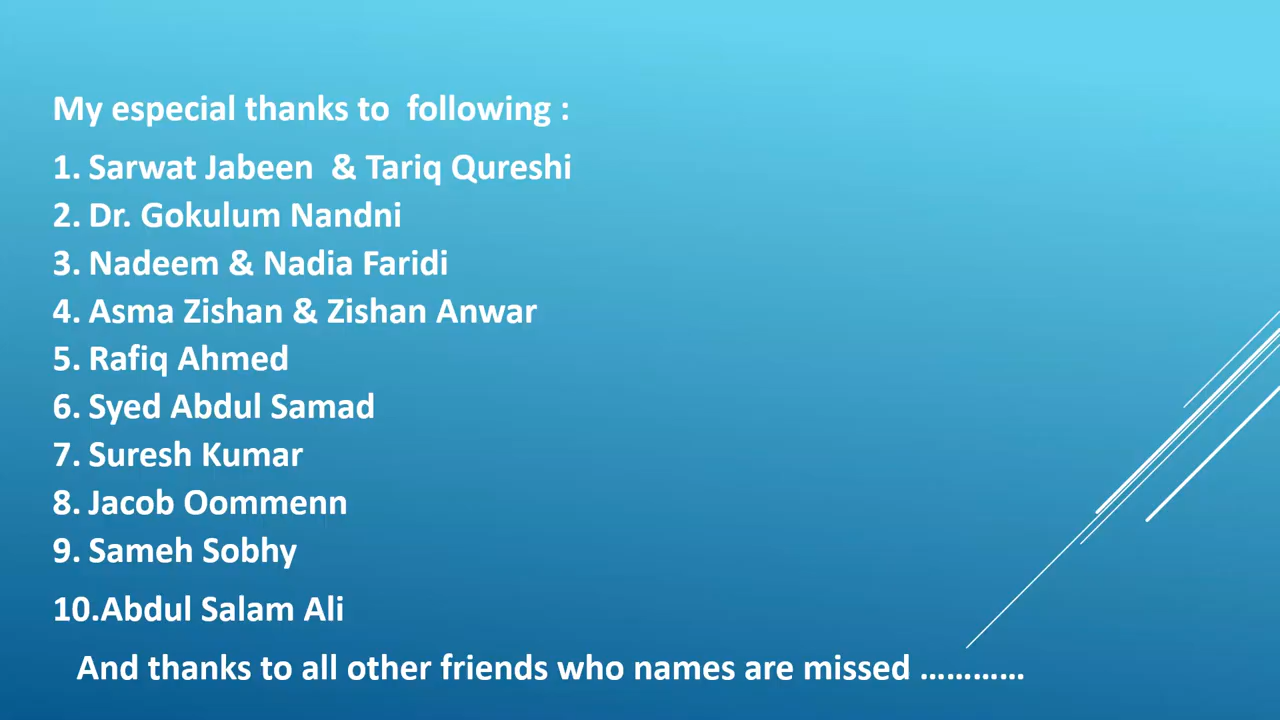 My especial thanks to  following :
1. Sarwat Jabeen  & Tariq Qureshi
2. Dr. Gokulum Nandni
3. Nadeem & Nadia Faridi
4. Asma Zishan & Zishan Anwar
5. Rafiq Ahmed
6. Syed Abdul Samad
7. Suresh Kumar
8. Jacob Oommenn
9. Sameh Sobhy
10.Abdul Salam Ali
And thanks to all other friends who names are missed …………